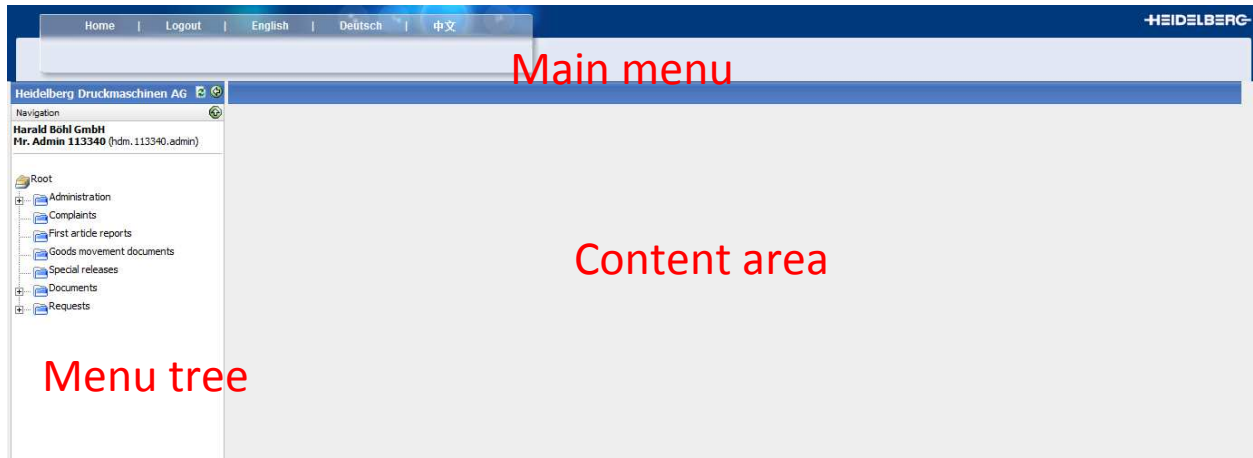 Home | Logout | English | Deutsch | 中文
HEIDELBERG
Main menu
Heidelberg Druckmaschinen AG
Navigation
Harald Böhl GmbH
Mr. Admin 113340 (hdm.113340.admin)
Root
Administration
Complaints
First article reports
Goods movement documents
Special releases
Documents
Requests
Content area
Menu tree